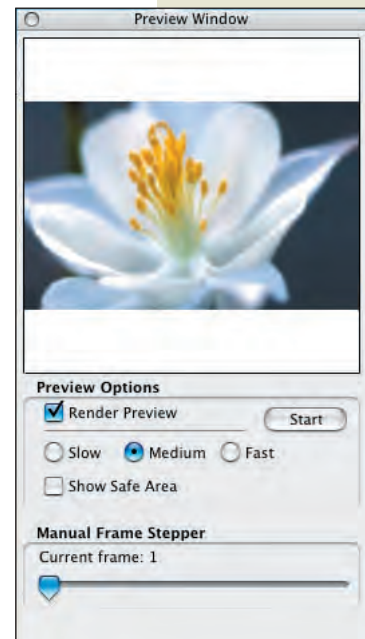 Preview Window
Preview Options
Render Preview
Start
Slow Medium Fast
Show Safe Area
Manual Frame Stepper
Current frame: 1